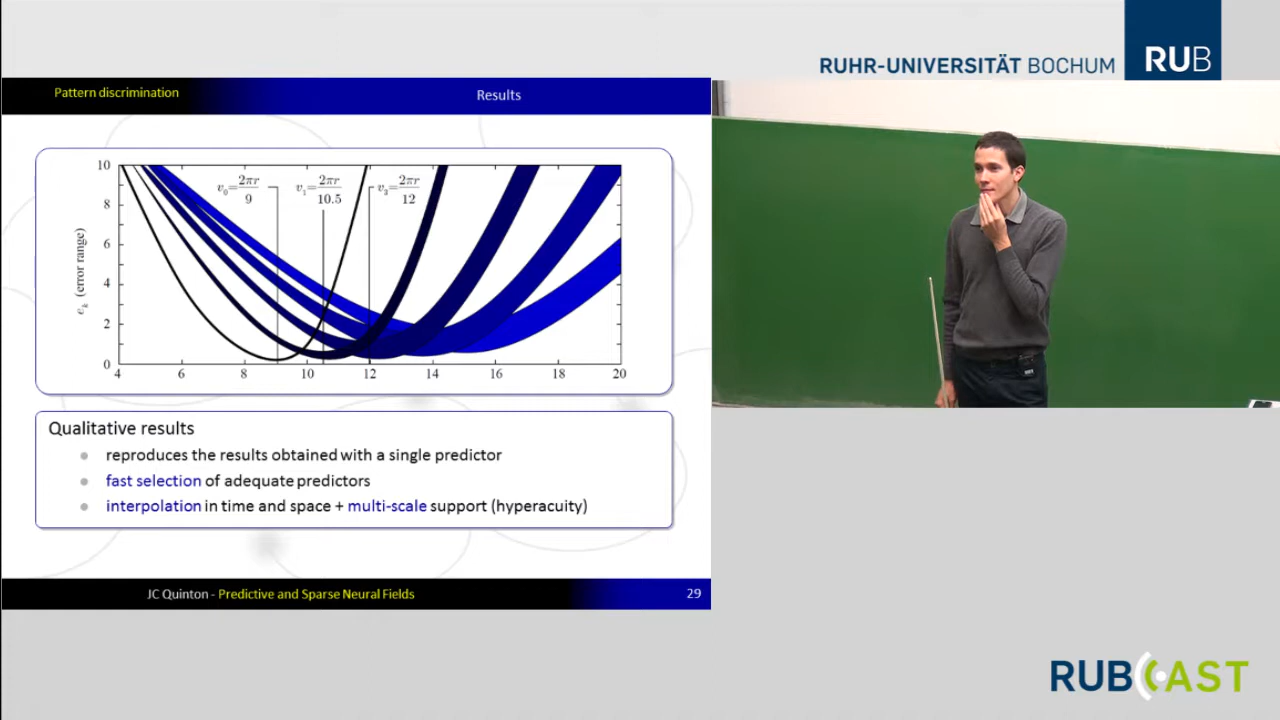 RUHR-UNIVERSITÄT BOCHUM RUB
Pattern discrimination
Results
10
8
6
4
2
0
e_k (error range)
v_0=2πr/9
v_1=2πr/10.5
v_3=2πr/12
4 6 8 10 12 14 16 18 20
Qualitative results
reproduces the results obtained with a single predictor
fast selection of adequate predictors
interpolation in time and space + multi-scale support (hyperacuity)
JC Quinton - Predictive and Sparse Neural Fields
29
RUBCAST